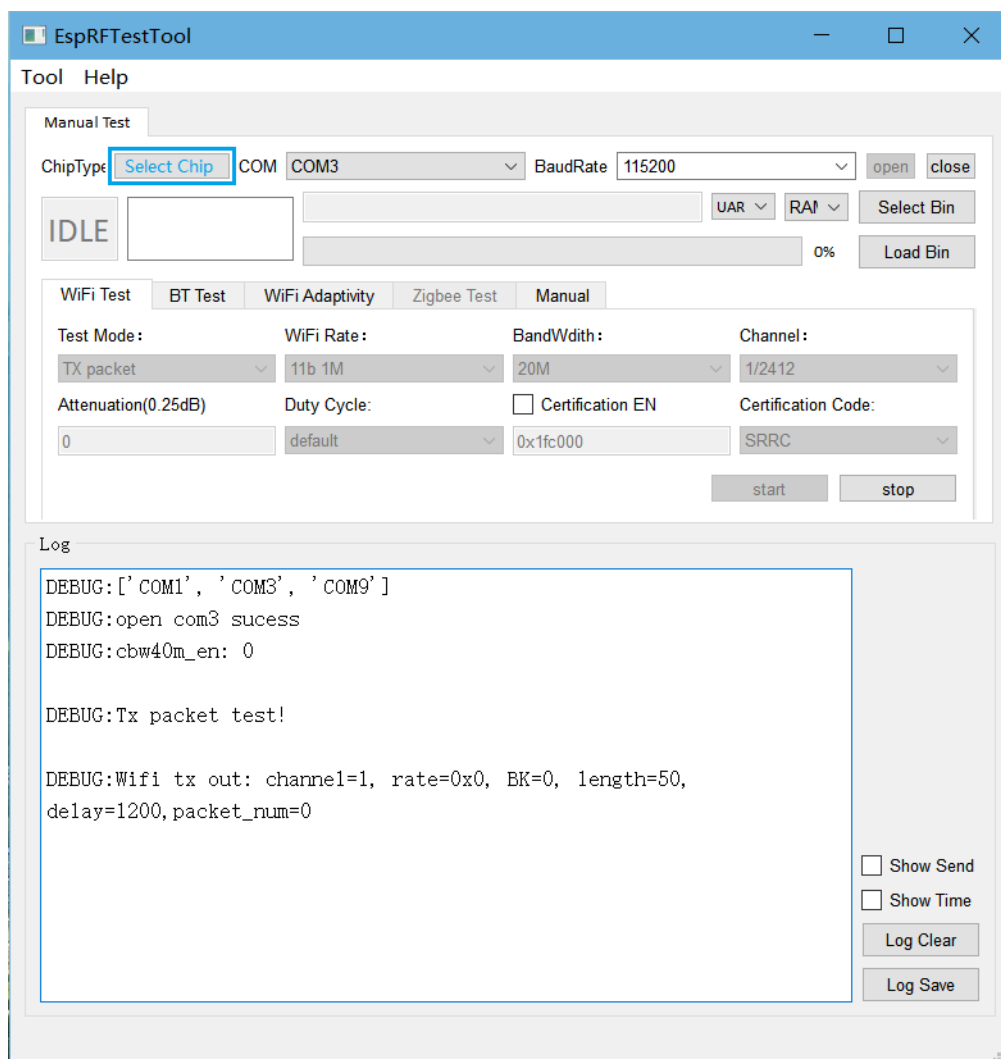 EspRFTestTool
Tool Help
Manual Test
ChipType Select Chip COM COM3 BaudRate 115200 open close
IDLE UAR RAM Select Bin
0% Load Bin
WiFi Test BT Test WiFi Adaptivity Zigbee Test Manual
Test Mode: WiFi Rate: BandWdith: Channel:
TX packet 11b 1M 20M 1/2412
Attenuation(0.25dB) Duty Cycle: Certification EN Certification Code:
0 default 0x1fc000 SRRC
start stop
Log
DEBUG:['COM1', 'COM3', 'COM9']
DEBUG:open com3 sucess
DEBUG:cbw40m_en: 0
DEBUG:Tx packet test!
DEBUG:Wifi tx out: channel=1, rate=0x0, BK=0, length=50,
delay=1200,packet_num=0
Show Send
Show Time
Log Clear
Log Save